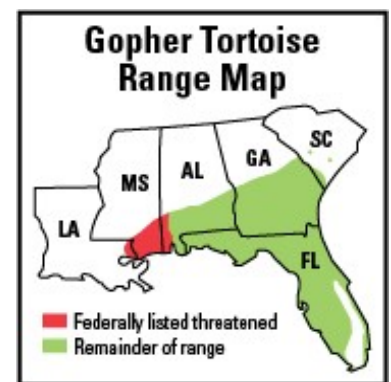 Gopher Tortoise
Range Map
SC
GA
AL
MS
LA
FL
Federally listed threatened
Remainder of range